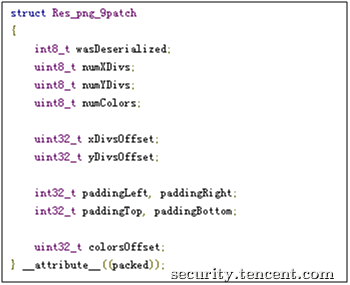 struct Res_png_9patch
{
int8_t wasDeserialized;
uint8_t numXDivs;
uint8_t numYDivs;
uint8_t numColors;
uint32_t xDivsOffset;
uint32_t yDivsOffset;
int32_t paddingLeft, paddingRight;
int32_t paddingTop, paddingBottom;
uint32_t colorsOffset;
} __attribute__((packed));
security.tencent.com